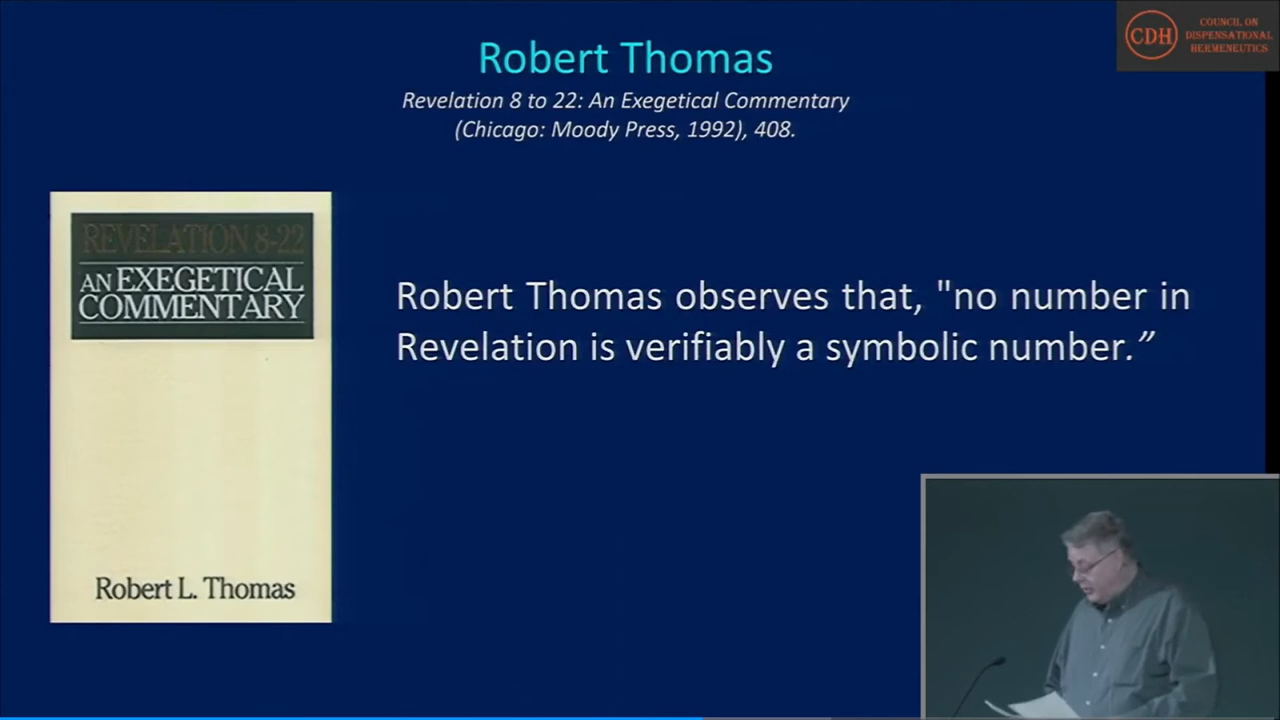 Robert Thomas
Revelation 8 to 22: An Exegetical Commentary
(Chicago: Moody Press, 1992), 408.
CDH
COUNCIL ON
DISPENSATIONAL
HERMENEUTICS
REVELATION 8-22
AN EXEGETICAL
COMMENTARY
Robert L. Thomas
Robert Thomas observes that, "no number in
Revelation is verifiably a symbolic number.”